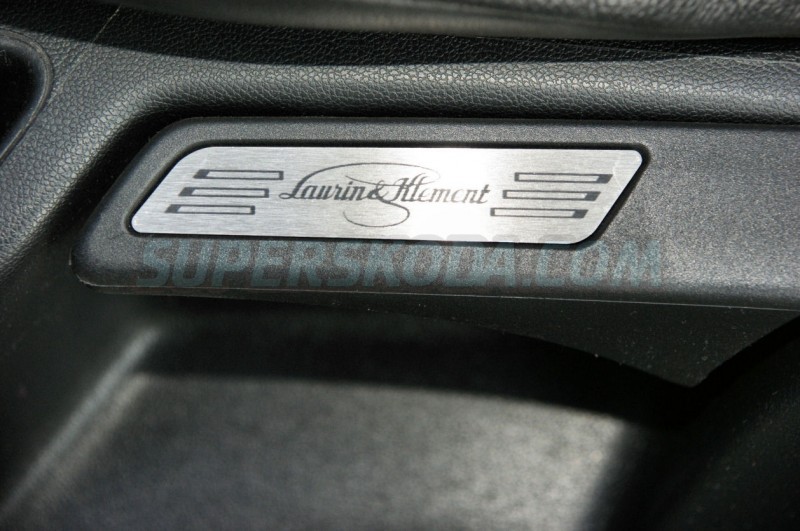 Laurin & Klement
SUPERSKODA.COM